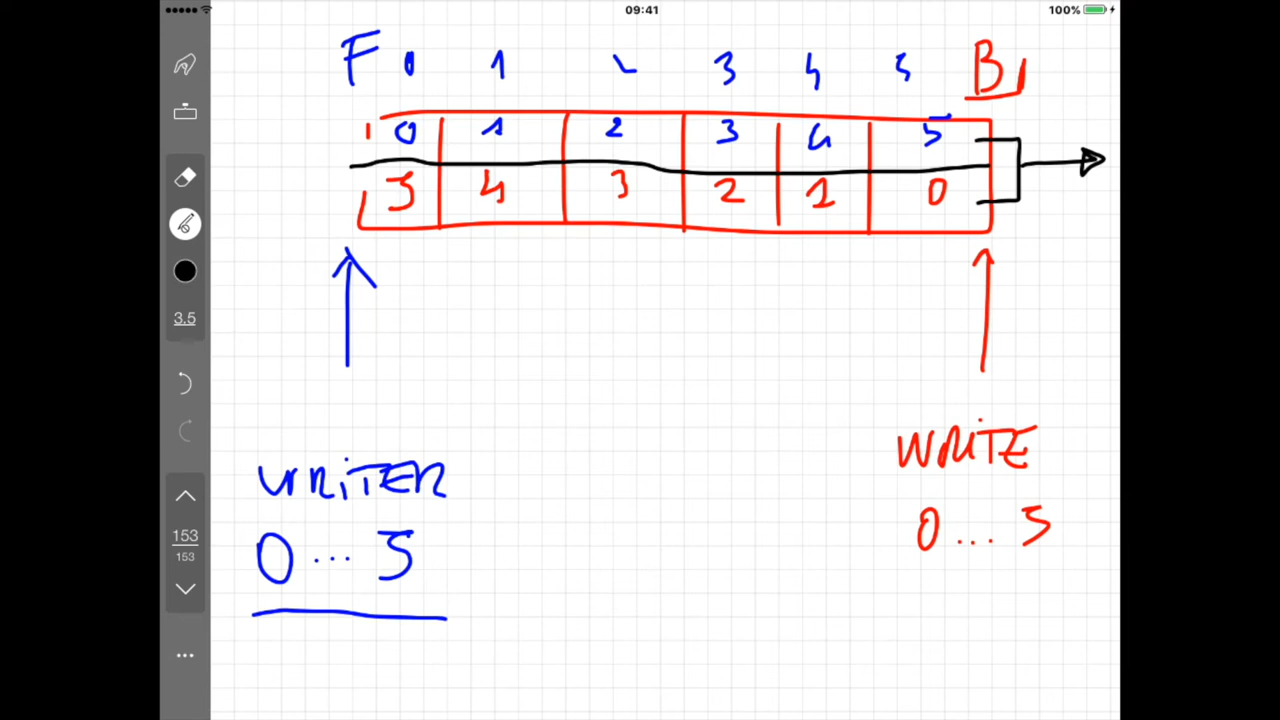 09:41 100%
F 0 1 2 3 4 5 B
0 1 2 3 4 5
5 4 3 2 1 0
3.5
WRITER WRITE
0 ... 5 0 ... 5
153
153